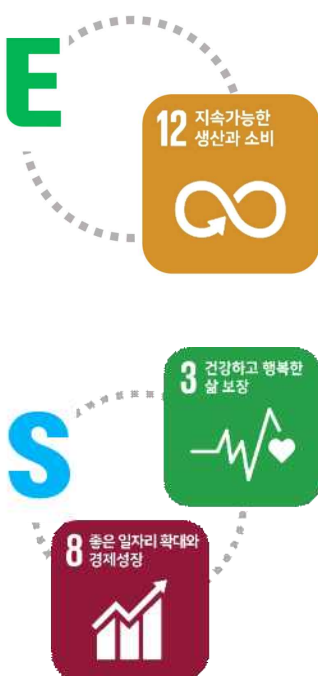 E
12 지속가능한
생산과 소비
3 건강하고 행복한
삶 보장
S
8 좋은 일자리 확대와
경제성장